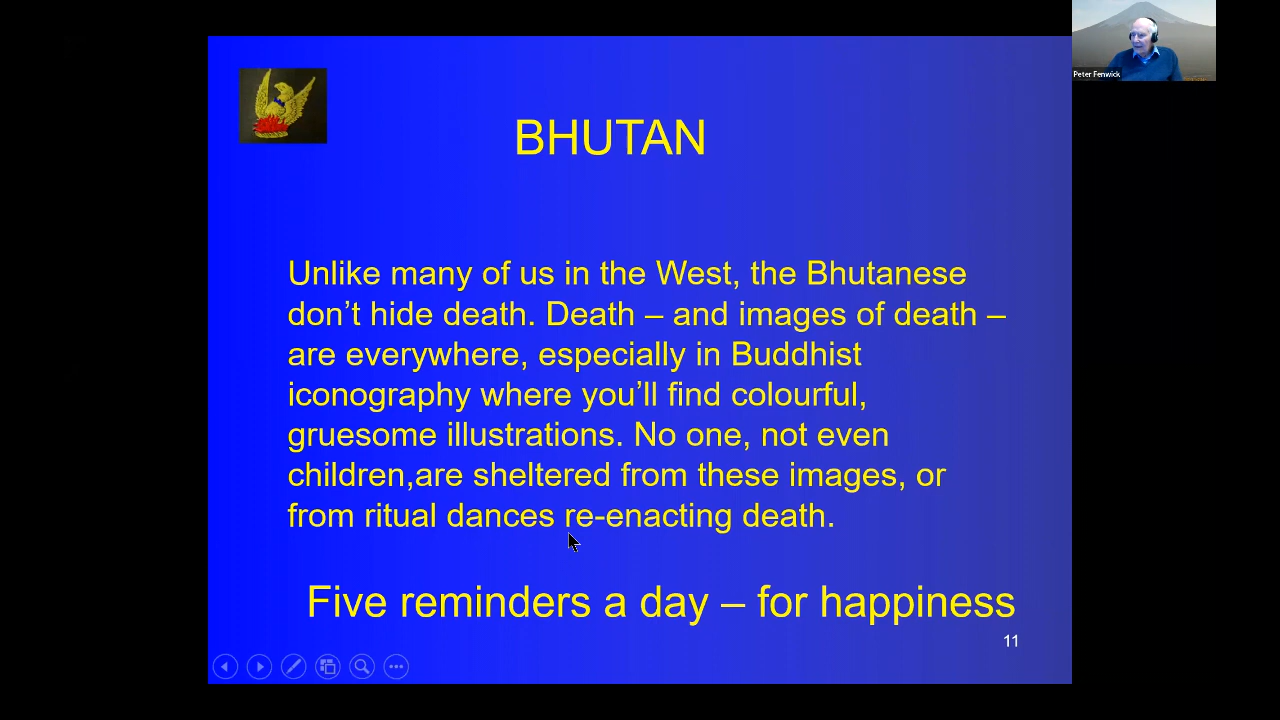 Peter Fenwick
BHUTAN
Unlike many of us in the West, the Bhutanese
don’t hide death. Death – and images of death –
are everywhere, especially in Buddhist
iconography where you’ll find colourful,
gruesome illustrations. No one, not even
children,are sheltered from these images, or
from ritual dances re-enacting death.
Five reminders a day – for happiness
11